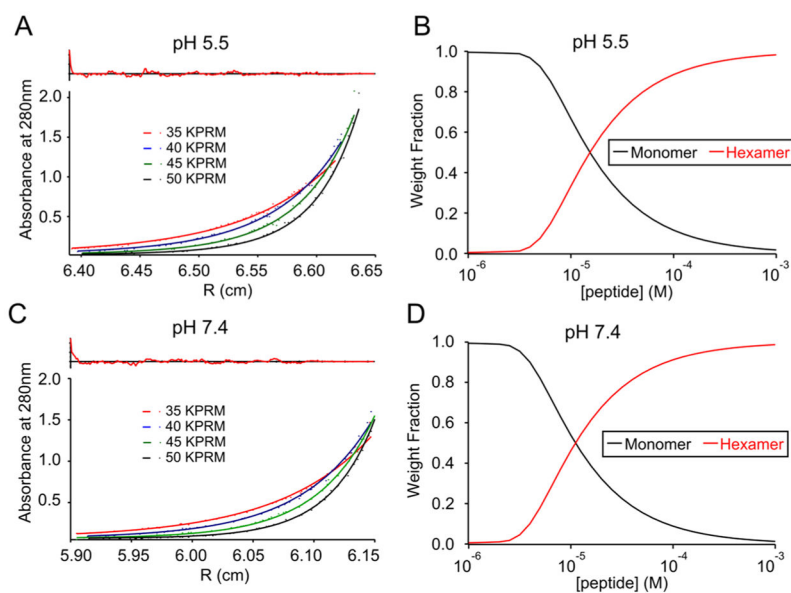 A
pH 5.5
Absorbance at 280nm
2.0
1.5
1.0
0.5
35 KPRM
40 KPRM
45 KPRM
50 KPRM
6.40 6.45 6.50 6.55 6.60 6.65
R (cm)
B
pH 5.5
Weight Fraction
1.0
0.8
0.6
0.4
0.2
0.0
Monomer Hexamer
10⁻⁶ 10⁻⁵ 10⁻⁴ 10⁻³
[peptide] (M)
C
pH 7.4
Absorbance at 280nm
2.0
1.5
1.0
0.5
35 KPRM
40 KPRM
45 KPRM
50 KPRM
5.90 5.95 6.00 6.05 6.10 6.15
R (cm)
D
pH 7.4
Weight Fraction
1.0
0.8
0.6
0.4
0.2
0.0
Monomer Hexamer
10⁻⁶ 10⁻⁵ 10⁻⁴ 10⁻³
[peptide] (M)